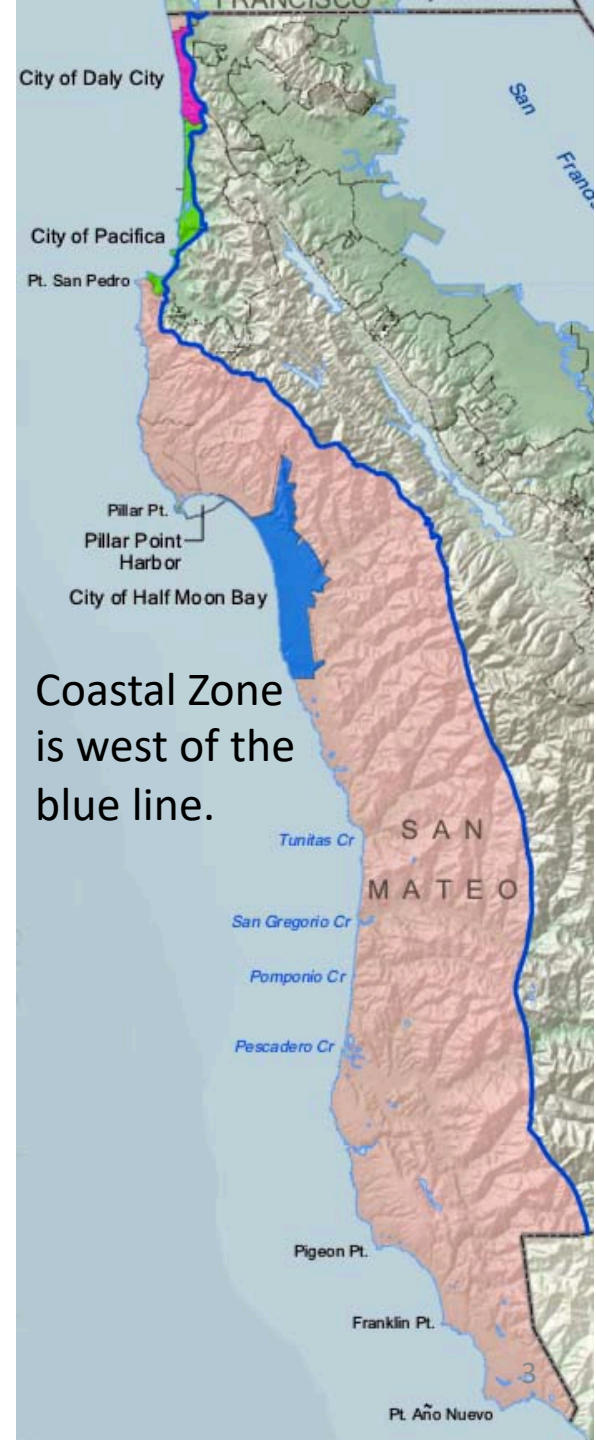 FRANCISCO
City of Daly City
San
City of Pacifica
Pt. San Pedro
Pillar Pt.
Pillar Point
Harbor
City of Half Moon Bay
Coastal Zone
is west of the
blue line.
Tunitas Cr
SAN
MATEO
San Gregorio Cr
Pomponio Cr
Pescadero Cr
Pigeon Pt.
Franklin Pt.
3
Pt. Año Nuevo